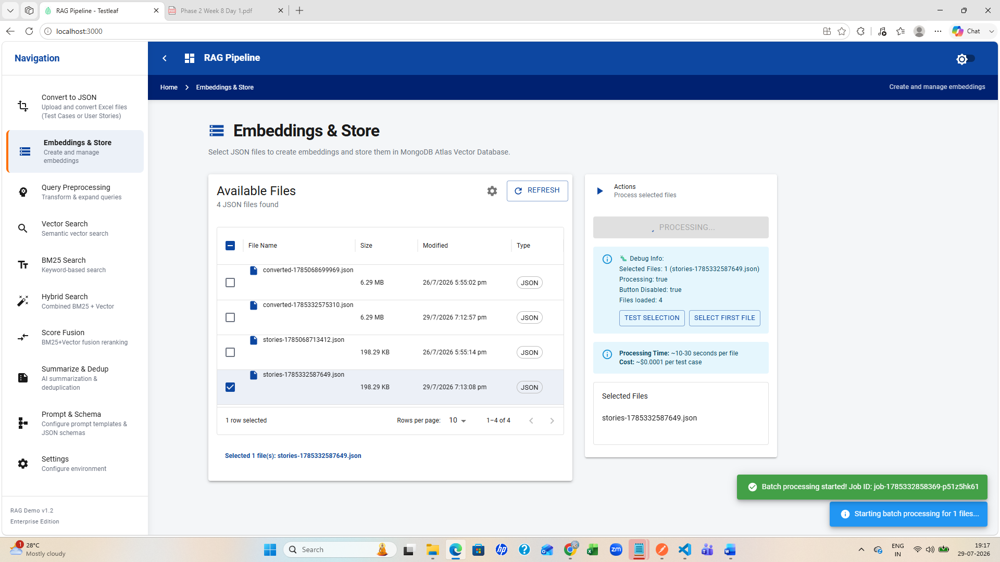 RAG Pipeline - Testleaf
Phase 2 Week 8 Day 1.pdf
localhost:3000
Chat
Navigation
RAG Pipeline
Home
Embeddings & Store
Create and manage embeddings
Convert to JSON
Upload and convert Excel files
(Test Cases or User Stories)
Embeddings & Store
Create and manage
embeddings
Query Preprocessing
Transform & expand queries
Vector Search
Semantic vector search
BM25 Search
Keyword-based search
Hybrid Search
Combined BM25 + Vector
Score Fusion
BM25+Vector fusion reranking
Summarize & Dedup
AI summarization &
deduplication
Prompt & Schema
Configure prompt templates &
JSON schemas
Settings
Configure environment
RAG Demo v1.2
Enterprise Edition
Embeddings & Store
Select JSON files to create embeddings and store them in MongoDB Atlas Vector Database.
Available Files
4 JSON files found
REFRESH
File Name Size Modified Type
converted-1785068699969.json 6.29 MB 26/7/2026 5:55:02 pm JSON
converted-1785332575310.json 6.29 MB 29/7/2026 7:12:57 pm JSON
stories-1785068713412.json 198.29 KB 26/7/2026 5:55:14 pm JSON
stories-1785332587649.json 198.29 KB 29/7/2026 7:13:08 pm JSON
1 row selected Rows per page: 10 1–4 of 4
Selected 1 file(s): stories-1785332587649.json
Actions
Process selected files
PROCESSING...
Debug Info:
Selected Files: 1 (stories-1785332587649.json)
Processing: true
Button Disabled: true
Files loaded: 4
TEST SELECTION SELECT FIRST FILE
Processing Time: ~10-30 seconds per file
Cost: ~$0.0001 per test case
Selected Files
stories-1785332587649.json
Batch processing started! Job ID: job-1785332858369-p51z5hk61
Starting batch processing for 1 files...
1
28°C
Mostly cloudy
Search
ENG
IN
19:17
29-07-2026